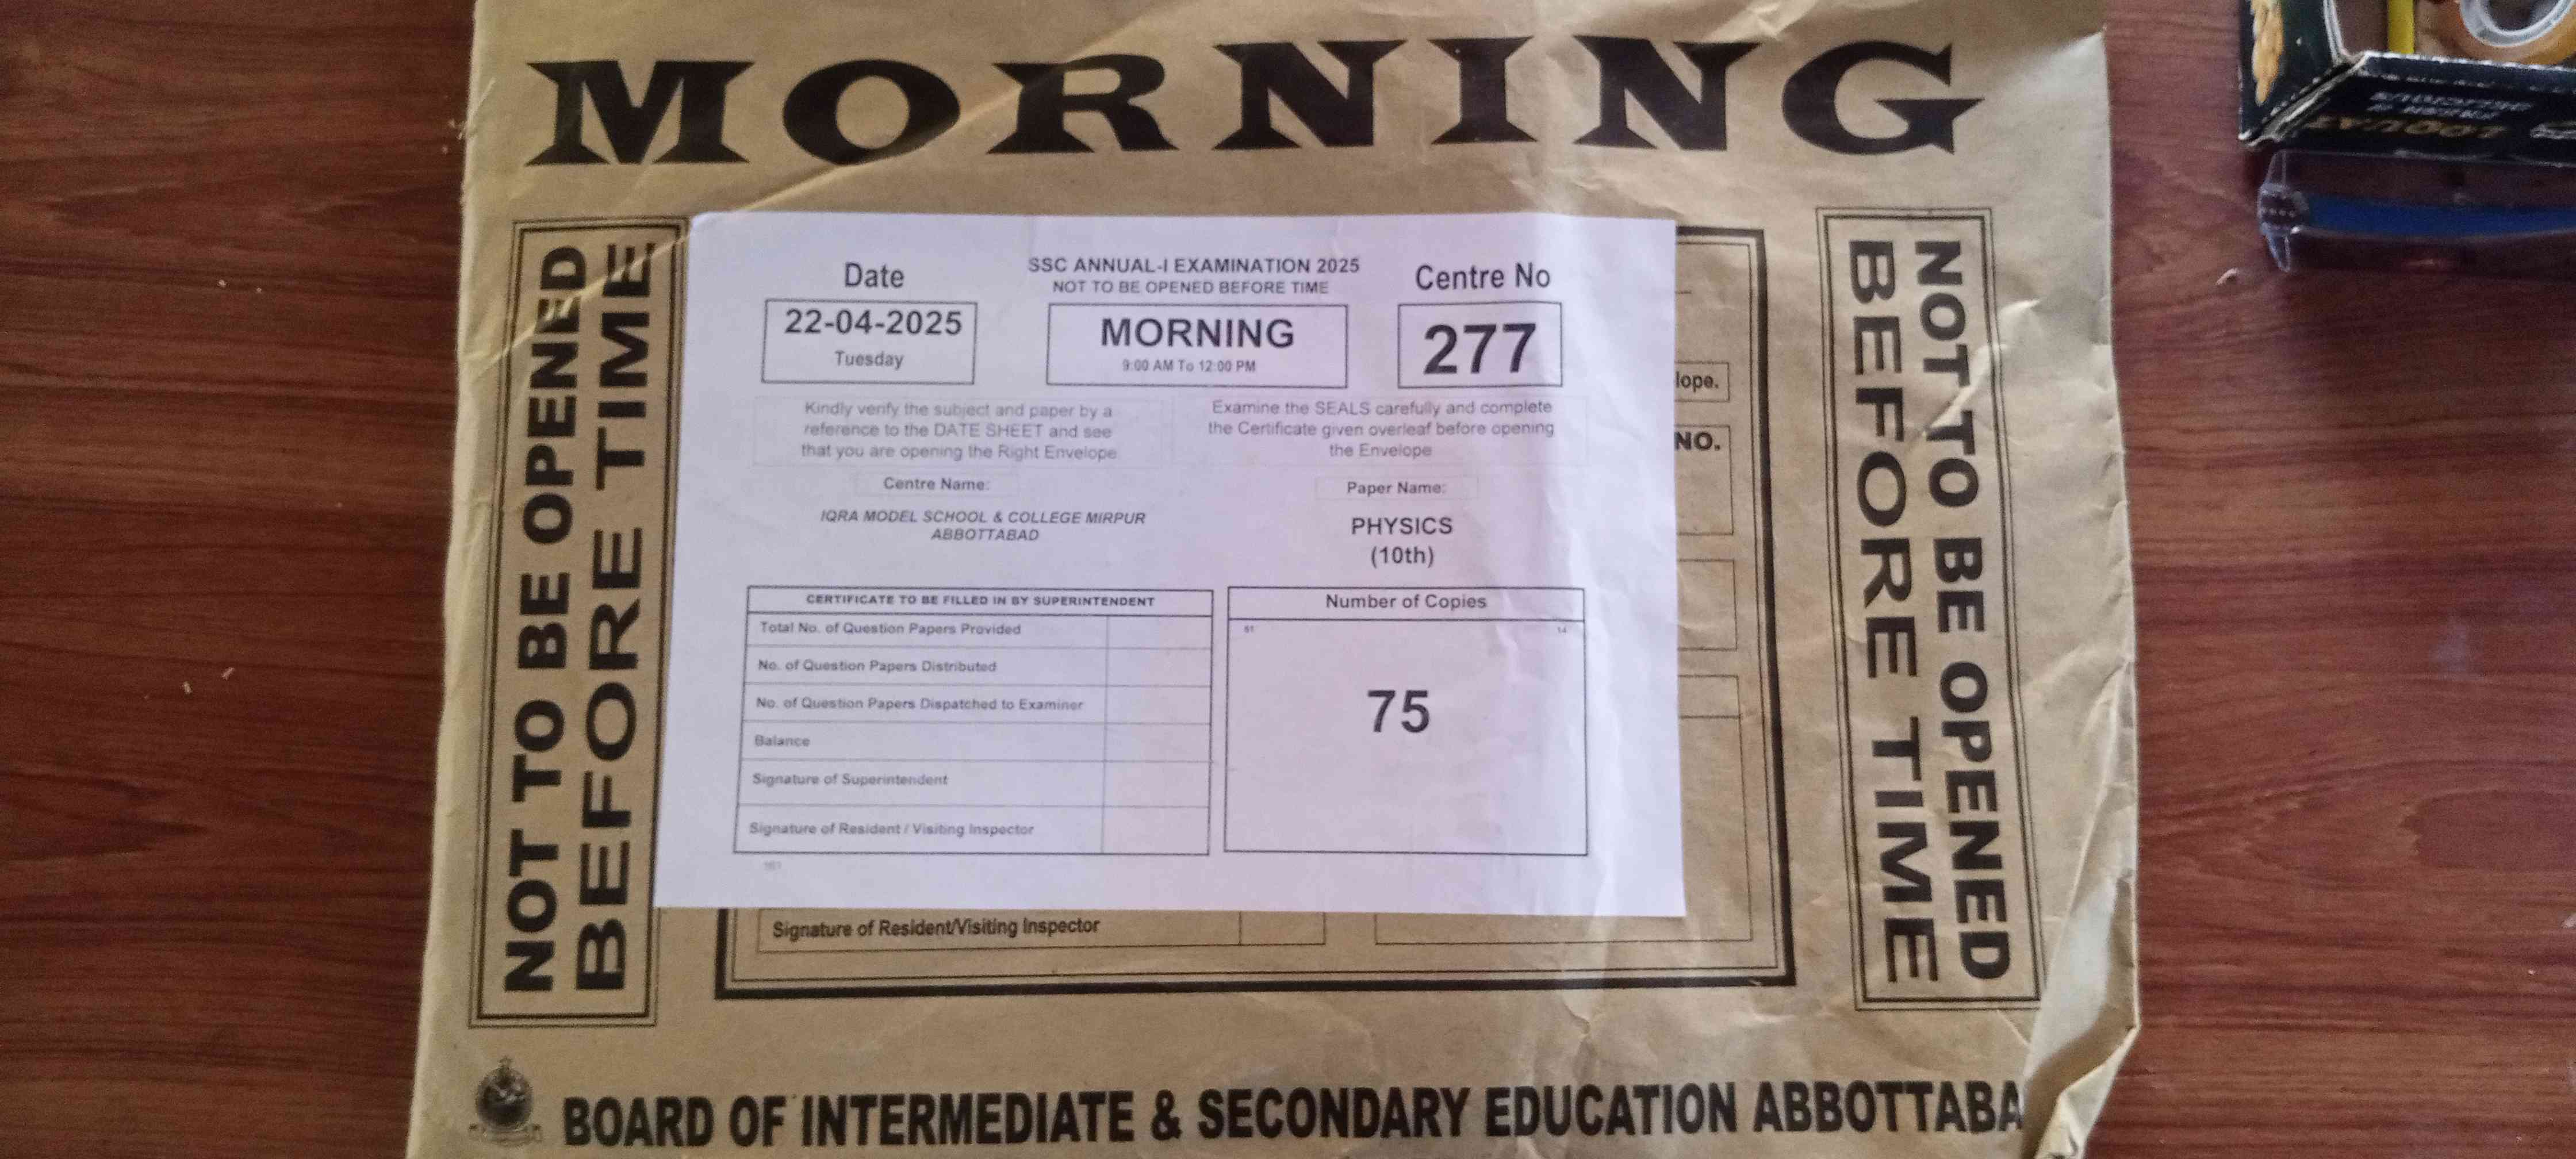 MORNING
NOT TO BE OPENED
BEFORE TIME
Date
22-04-2025
Tuesday
SSC ANNUAL-I EXAMINATION 2025
NOT TO BE OPENED BEFORE TIME
MORNING
9:00 AM To 12:00 PM
Centre No
277
Kindly verify the subject and paper by a
reference to the DATE SHEET and see
that you are opening the Right Envelope
Examine the SEALS carefully and complete
the Certificate given overleaf before opening
the Envelope
Centre Name:
IQRA MODEL SCHOOL & COLLEGE MIRPUR
ABBOTTABAD
Paper Name:
PHYSICS
(10th)
CERTIFICATE TO BE FILLED IN BY SUPERINTENDENT
Total No. of Question Papers Provided
No. of Question Papers Distributed
No. of Question Papers Dispatched to Examiner
Balance
Signature of Superintendent
Signature of Resident / Visiting Inspector
Number of Copies
61 14
75
lope.
NO.
Signature of Resident/Visiting Inspector
NOT TO BE OPENED
BEFORE TIME
BOARD OF INTERMEDIATE & SECONDARY EDUCATION ABBOTTABA
LOQUAT